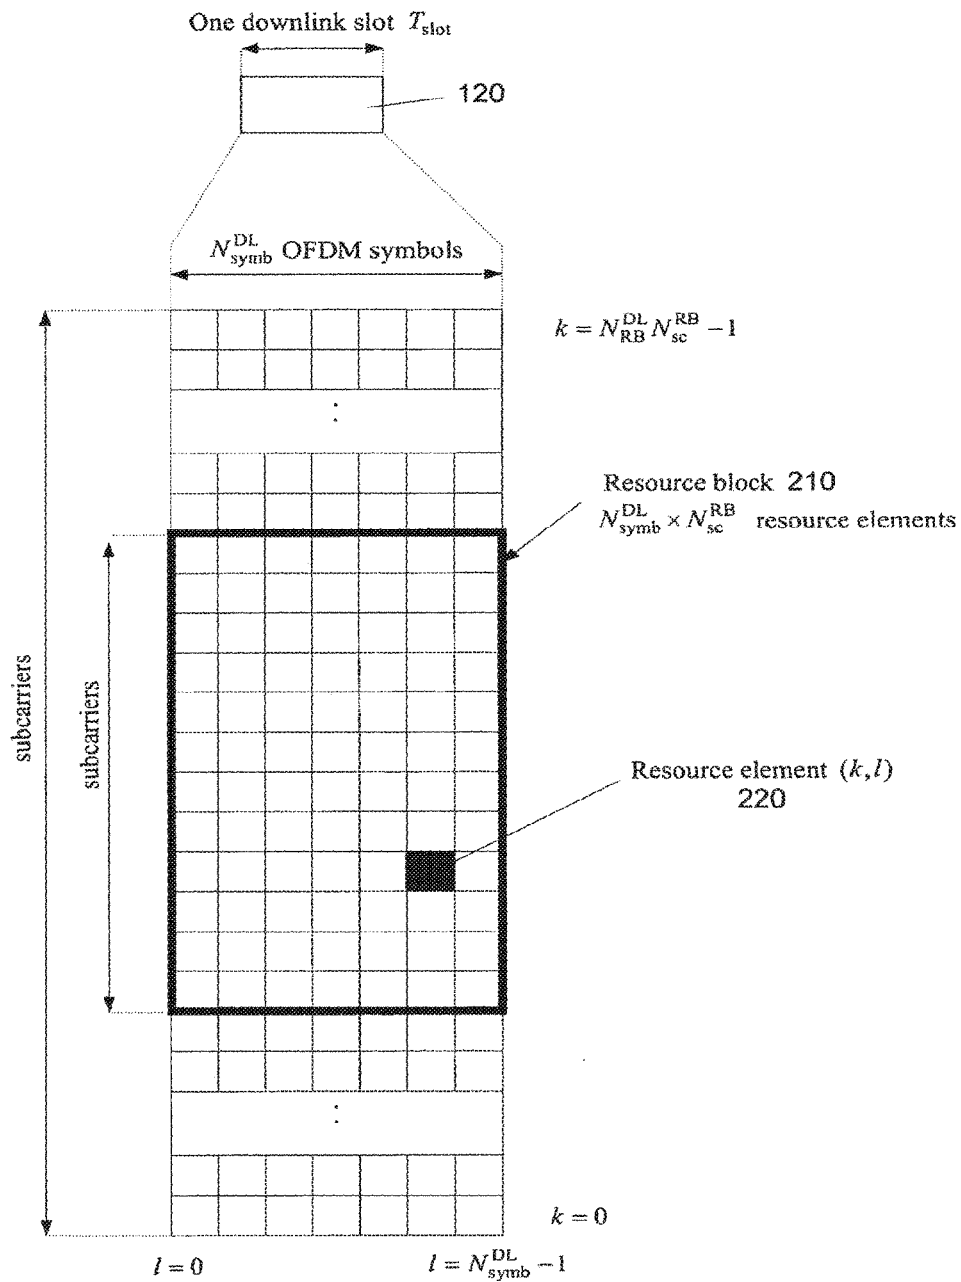 One downlink slot T_slot
120
N_symb^DL OFDM symbols
k = N_RB^DL N_sc^RB − 1
Resource block 210
N_symb^DL × N_sc^RB resource elements
subcarriers
subcarriers
Resource element (k,l)
220
k = 0
l = 0
l = N_symb^DL − 1